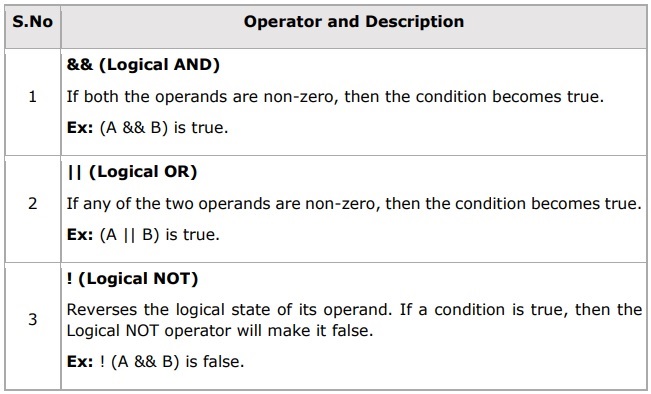 S.No Operator and Description
&& (Logical AND)
1 If both the operands are non-zero, then the condition becomes true.
Ex: (A && B) is true.
|| (Logical OR)
2 If any of the two operands are non-zero, then the condition becomes true.
Ex: (A || B) is true.
! (Logical NOT)
Reverses the logical state of its operand. If a condition is true, then the
3 Logical NOT operator will make it false.
Ex: ! (A && B) is false.